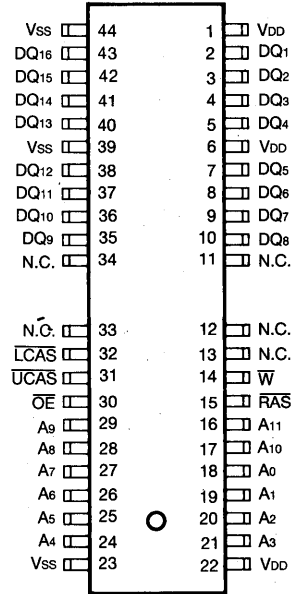 Vss 44 1 VDD
DQ16 43 2 DQ1
DQ15 42 3 DQ2
DQ14 41 4 DQ3
DQ13 40 5 DQ4
Vss 39 6 VDD
DQ12 38 7 DQ5
DQ11 37 8 DQ6
DQ10 36 9 DQ7
DQ9 35 10 DQ8
N.C. 34 11 N.C.
N.C. 33 12 N.C.
L̅C̅A̅S̅ 32 13 N.C.
U̅C̅A̅S̅ 31 14 W̅
O̅E̅ 30 15 R̅A̅S̅
A9 29 16 A11
A8 28 17 A10
A7 27 18 A0
A6 26 19 A1
A5 25 20 A2
A4 24 21 A3
Vss 23 22 VDD